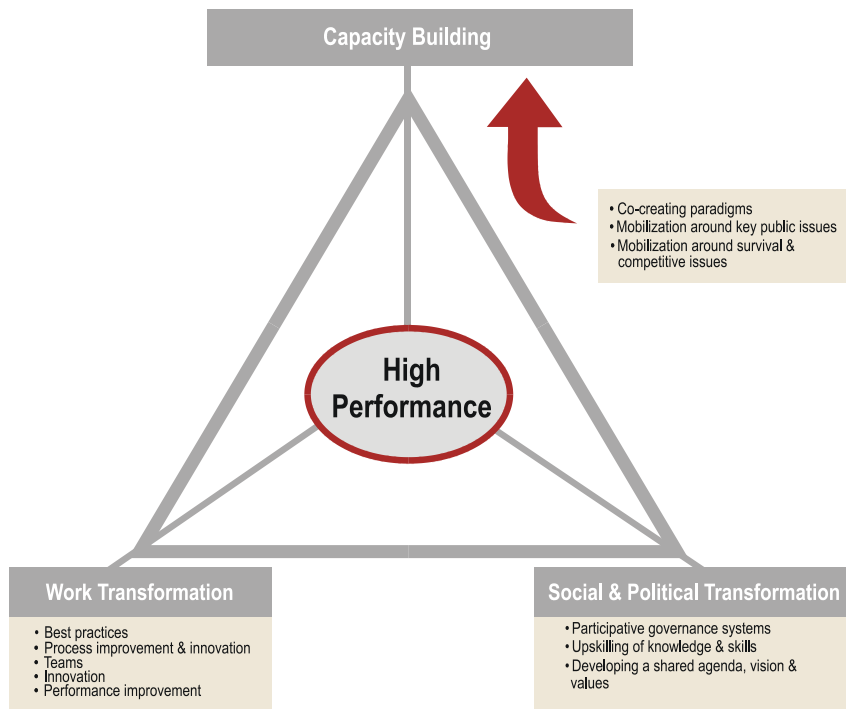 Capacity Building
• Co-creating paradigms
• Mobilization around key public issues
• Mobilization around survival &
competitive issues
High
Performance
Work Transformation
• Best practices
• Process improvement & innovation
• Teams
• Innovation
• Performance improvement
Social & Political Transformation
• Participative governance systems
• Upskilling of knowledge & skills
• Developing a shared agenda, vision &
values